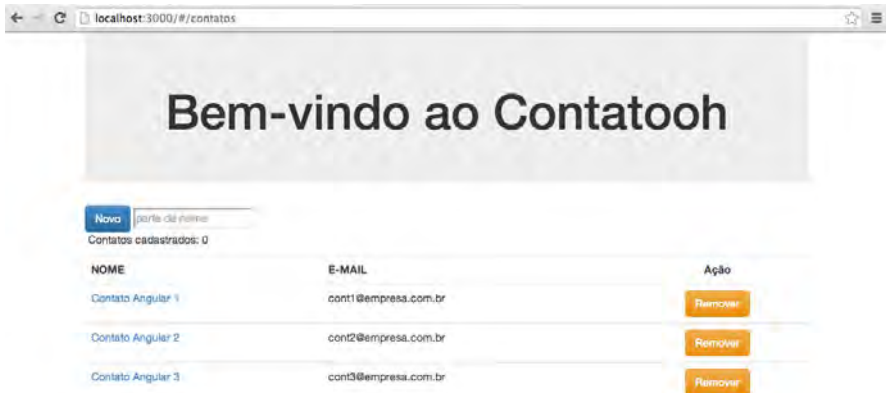 localhost:3000/#/contatos
Bem-vindo ao Contatooh
Novo parte do nome
Contatos cadastrados: 0
NOME E-MAIL Ação
Contato Angular 1 cont1@empresa.com.br Remover
Contato Angular 2 cont2@empresa.com.br Remover
Contato Angular 3 cont3@empresa.com.br Remover